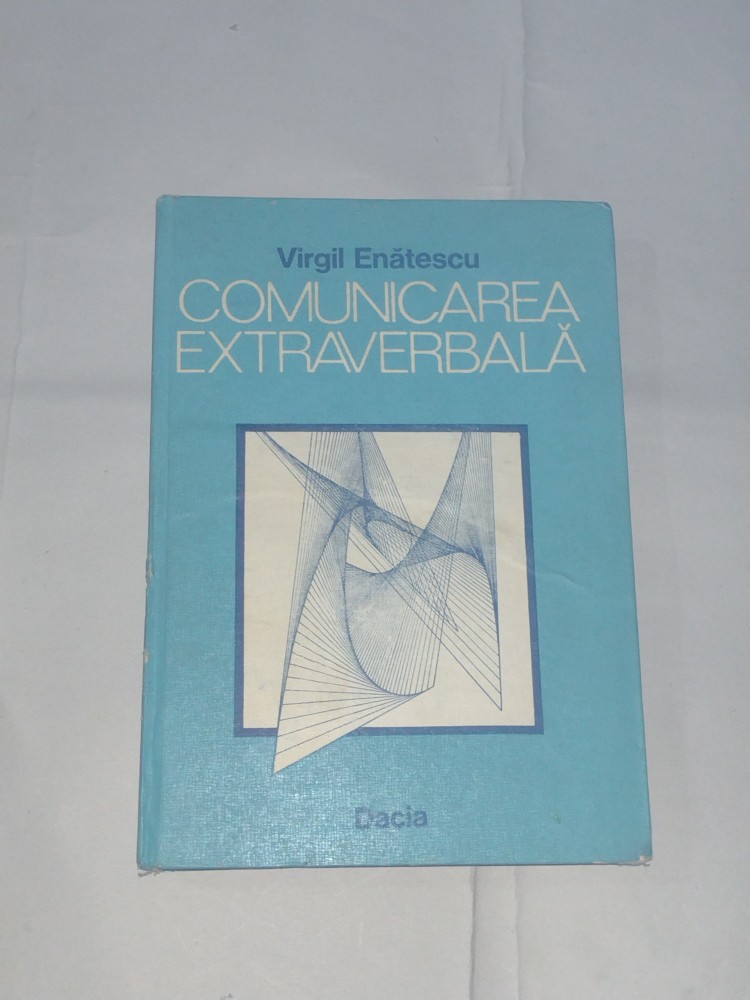 Virgil Enătescu
COMUNICAREA
EXTRAVERBALĂ
Dacia